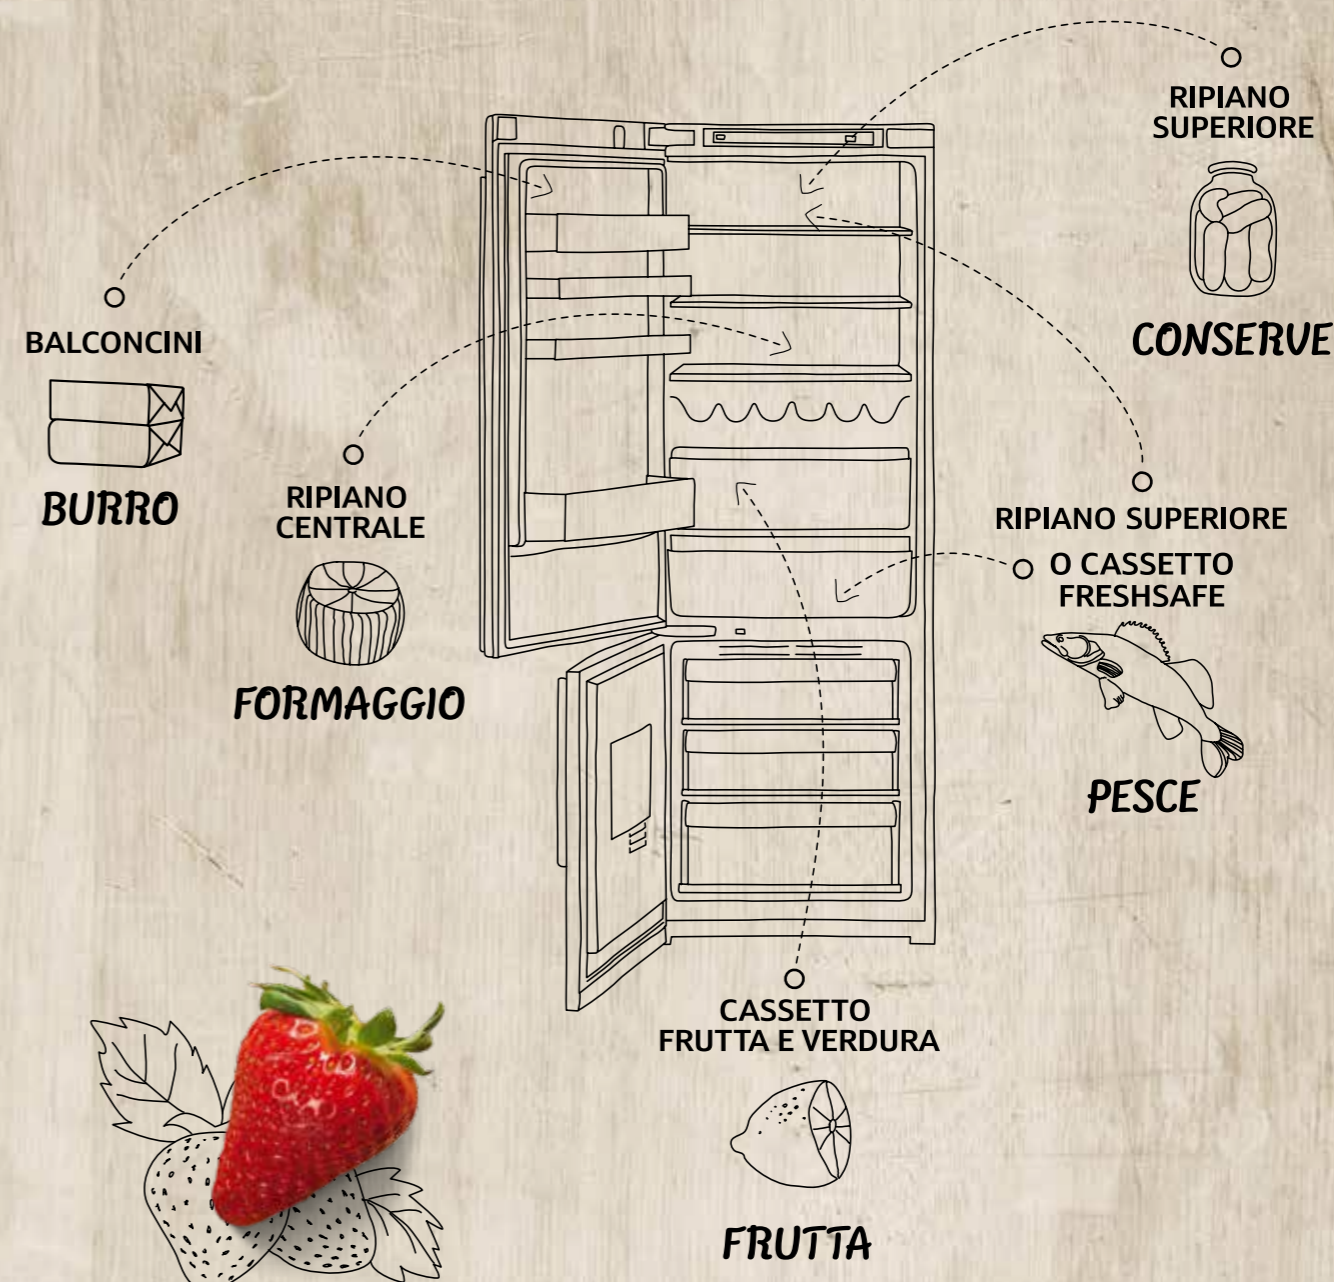 RIPIANO
SUPERIORE
CONSERVE
BALCONCINI
BURRO
RIPIANO
CENTRALE
FORMAGGIO
RIPIANO SUPERIORE
O CASSETTO
FRESHSAFE
PESCE
CASSETTO
FRUTTA E VERDURA
FRUTTA